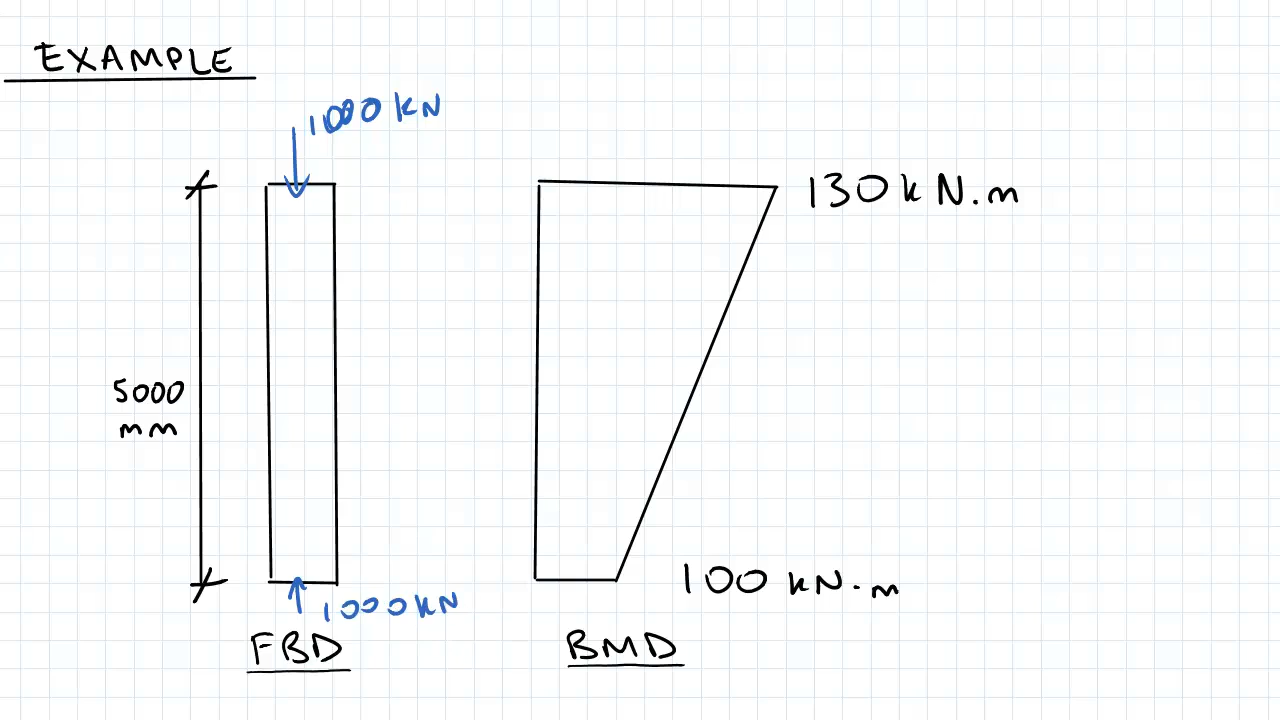 EXAMPLE
1000 kN
130 kN.m
5000
mm
100 kN.m
1000 kN
FBD
BMD